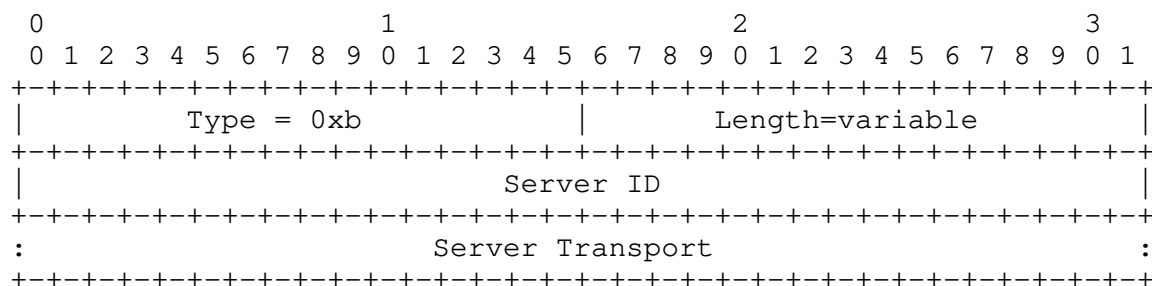 0                   1                   2                   3
 0 1 2 3 4 5 6 7 8 9 0 1 2 3 4 5 6 7 8 9 0 1 2 3 4 5 6 7 8 9 0 1
+-+-+-+-+-+-+-+-+-+-+-+-+-+-+-+-+-+-+-+-+-+-+-+-+-+-+-+-+-+-+-+-+
|         Type = 0xb            |       Length=variable         |
+-+-+-+-+-+-+-+-+-+-+-+-+-+-+-+-+-+-+-+-+-+-+-+-+-+-+-+-+-+-+-+-+
|                           Server ID                           |
+-+-+-+-+-+-+-+-+-+-+-+-+-+-+-+-+-+-+-+-+-+-+-+-+-+-+-+-+-+-+-+-+
:                       Server Transport                        :
+-+-+-+-+-+-+-+-+-+-+-+-+-+-+-+-+-+-+-+-+-+-+-+-+-+-+-+-+-+-+-+-+